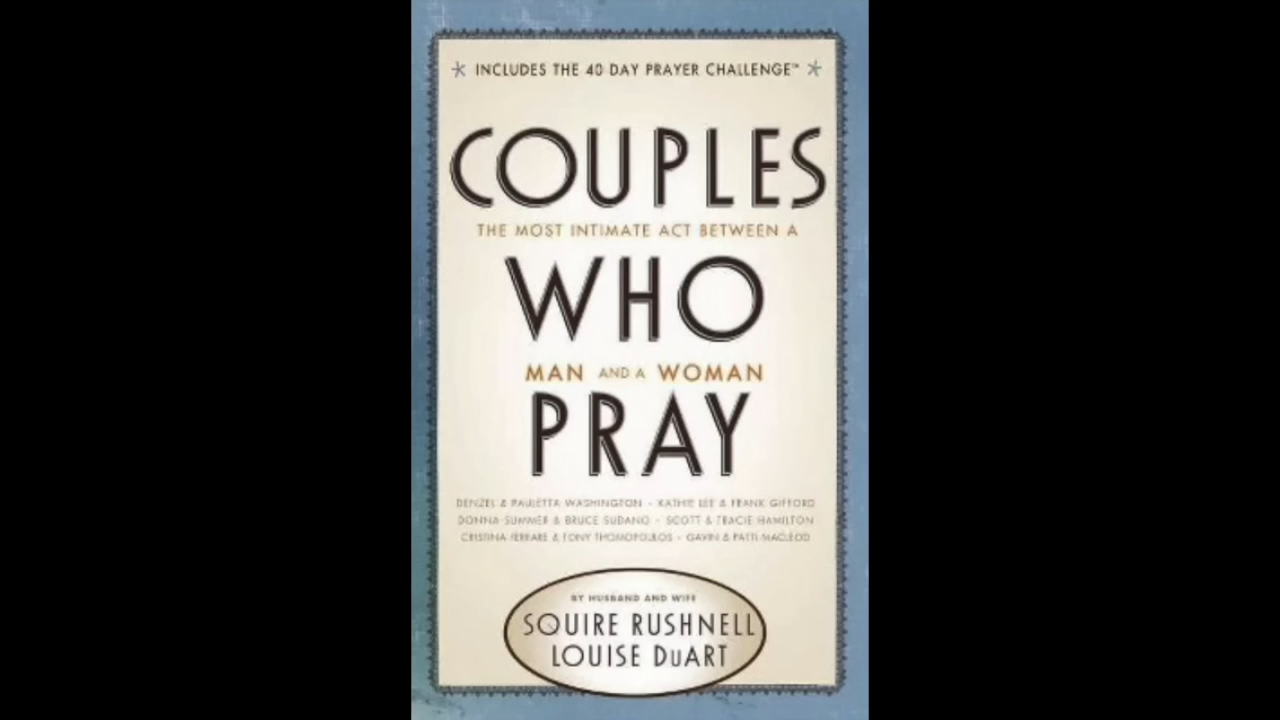 * INCLUDES THE 40 DAY PRAYER CHALLENGE™ *
COUPLES
THE MOST INTIMATE ACT BETWEEN A
WHO
MAN AND A WOMAN
PRAY
DENZEL & PAULETTA WASHINGTON - KATHIE LEE & FRANK GIFFORD
DONNA SUMMER & BRUCE SUDANO - SCOTT & TRACIE HAMILTON
CRISTINA FERRARE & TONY THOMOPOULOS - GAVIN & PATTI MACLEOD
BY HUSBAND AND WIFE
SQUIRE RUSHNELL
LOUISE DuART